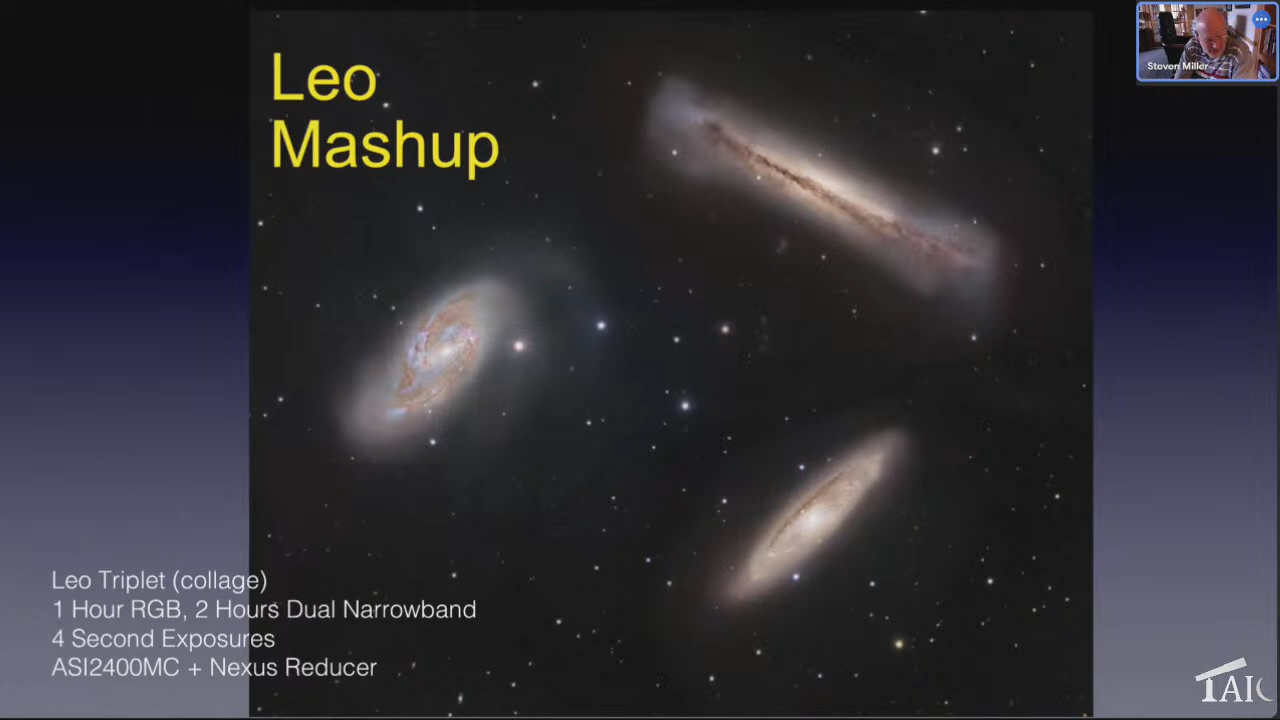 Leo
Mashup
Steven Miller
Leo Triplet (collage)
1 Hour RGB, 2 Hours Dual Narrowband
4 Second Exposures
ASI2400MC + Nexus Reducer
TAIC